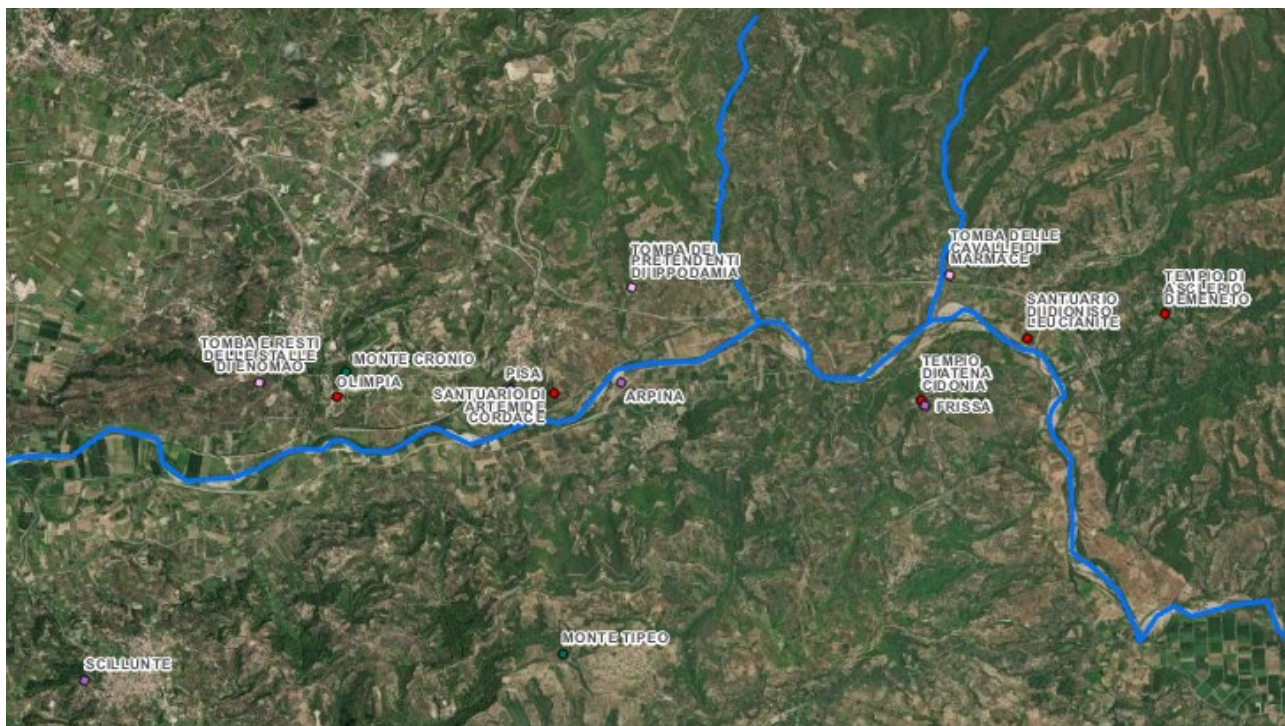 TOMBA DEI
PRETENDENTI
DI IPPODAMIA
TOMBA DELLE
CAVALLE DI
MARMACE
TEMPIO DI
ASCLEPIO
DEMENETO
SANTUARIO
DI DIONISO
LEUCIANITE
TOMBA E RESTI
DELLE STALLE
DI ENOMAO
MONTE CRONIO
OLIMPIA
PISA
SANTUARIO DI
ARTEMIDE
CORDACE
ARPINA
TEMPIO
DI ATENA
CIDONIA
FRISSA
MONTE TIPEO
SCILLUNTE